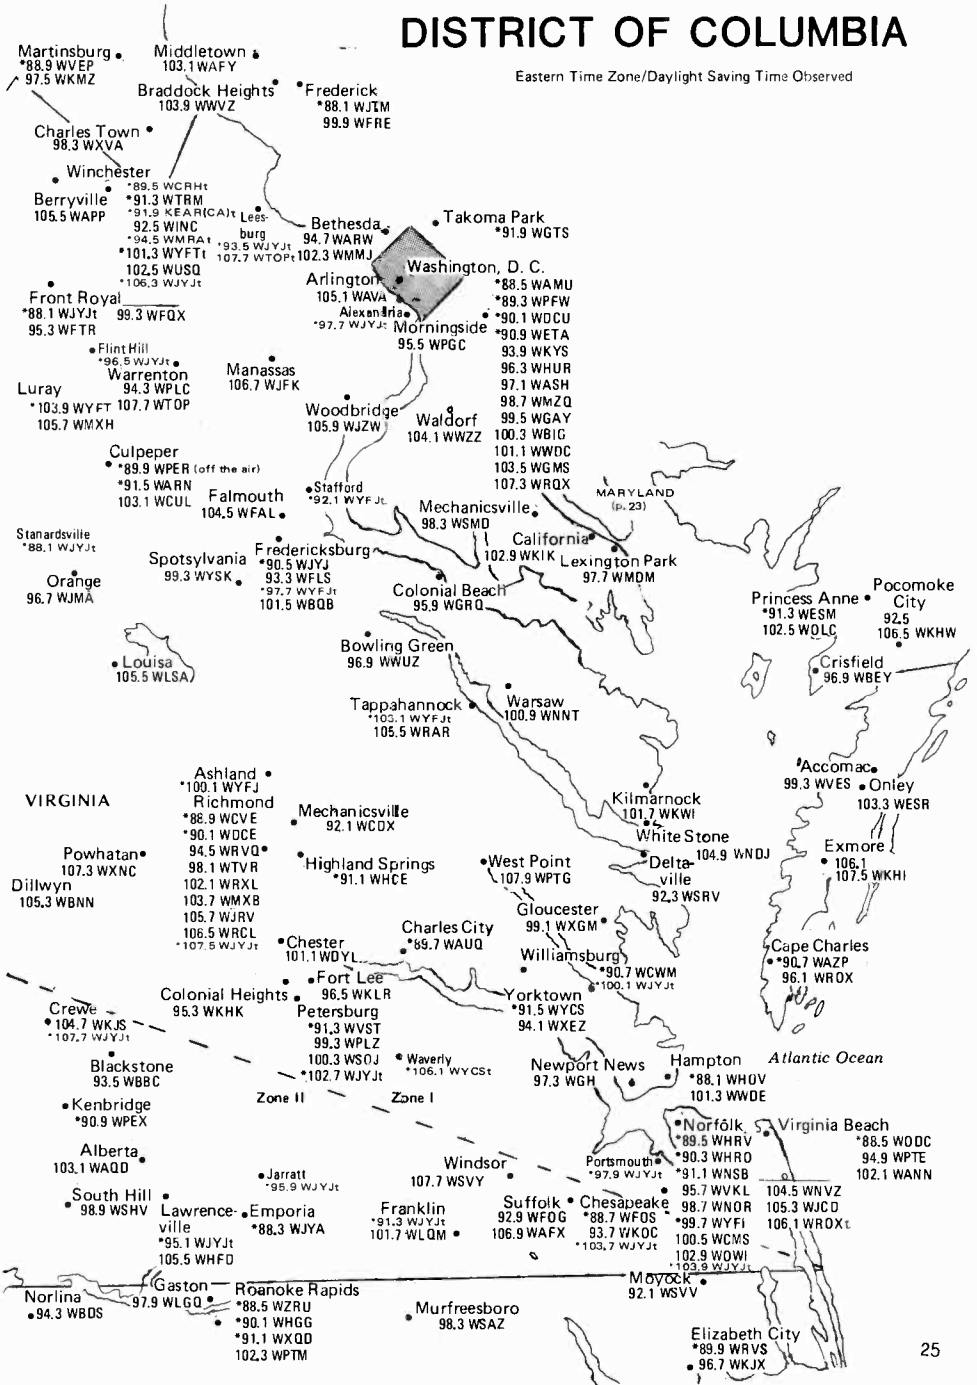 DISTRICT OF COLUMBIA
Eastern Time Zone/Daylight Saving Time Observed
Martinsburg
*88.9 WVEP
97.5 WKMZ
Middletown
103.1 WAFY
Braddock Heights
103.9 WWVZ
Frederick
*88.1 WJTM
99.9 WFRE
Charles Town
98.3 WXVA
Winchester
*89.5 WCRHt
*91.3 WTRM
*91.9 KEAR(CA)t
92.5 WINC
*94.5 WMRAt
*101.3 WYFTt
102.5 WUSQ
*106.3 WJYJt
Berryville
105.5 WAPP
Lees-
burg
*93.5 WJYJt
107.7 WTOPt
Bethesda
94.7 WARW
102.3 WMMJ
Takoma Park
*91.9 WGTS
Washington, D. C.
*88.5 WAMU
*89.3 WPFW
*90.1 WDCU
*90.9 WETA
93.9 WKYS
96.3 WHUR
97.1 WASH
98.7 WMZQ
99.5 WGAY
100.3 WBIG
101.1 WWDC
103.5 WGMS
107.3 WRQX
Arlington
105.1 WAVA
Alexandria
*97.7 WJYJt
Morningside
95.5 WPGC
Front Royal
*88.1 WJYJt
95.3 WFTR
99.3 WFQX
Flint Hill
*96.5 WJYJt
Warrenton
94.3 WPLC
107.7 WTOP
Manassas
106.7 WJFK
Luray
*103.9 WYFT
105.7 WMXH
Woodbridge
105.9 WJZW
Waldorf
104.1 WWZZ
Culpeper
*89.9 WPER (off the air)
*91.5 WARN
103.1 WCUL
Falmouth
104.5 WFAL
Stafford
*92.1 WYFJt
Mechanicsville
98.3 WSMD
MARYLAND
(p.23)
California
102.9 WKIK
Lexington Park
97.7 WMDM
Stanardsville
*88.1 WJYJt
Orange
96.7 WJMA
Spotsylvania
99.3 WYSK
Fredericksburg
*90.5 WJYJ
93.3 WFLS
*97.7 WYFJt
101.5 WBQB
Colonial Beach
95.9 WGRQ
Princess Anne
*91.3 WESM
102.5 WOLC
Pocomoke
City
92.5
106.5 WKHW
Louisa
105.5 WLSA
Bowling Green
96.9 WWUZ
Crisfield
96.9 WBEY
Tappahannock
*103.1 WYFJt
105.5 WRAR
Warsaw
100.9 WNNT
Accomac
99.3 WVES
Onley
103.3 WESR
VIRGINIA
Ashland
*100.1 WYFJ
Richmond
*88.9 WCVE
*90.1 WDCE
94.5 WRVQ
98.1 WTVR
102.1 WRXL
103.7 WMXB
105.7 WJRV
106.5 WRCL
*107.5 WJYJt
Mechanicsville
92.1 WCDX
Kilmarnock
101.7 WKWI
White Stone
104.9 WNDJ
Powhatan
107.3 WXNC
Dillwyn
105.3 WBNN
Highland Springs
*91.1 WHCE
West Point
107.9 WPTG
Delta-
ville
92.3 WSRV
Exmore
106.1
107.5 WKHI
Gloucester
99.1 WXGM
Charles City
*89.7 WAUQ
Chester
101.1 WDYL
Williamsburg
*90.7 WCWM
*100.1 WJYJt
Cape Charles
*90.7 WAZP
96.1 WROX
Fort Lee
96.5 WKLR
Colonial Heights
95.3 WKHK
Petersburg
*91.3 WVST
99.3 WPLZ
100.3 WSOJ
*102.7 WJYJt
Yorktown
*91.5 WYCS
94.1 WXEZ
Crewe
*104.7 WKJS
*107.7 WJYJt
Blackstone
93.5 WBBC
Waverly
*106.1 WYCSt
Newport News
97.3 WGH
Hampton
*88.1 WHOV
101.3 WWDE
Atlantic Ocean
Zone II
Zone I
Kenbridge
*90.9 WPEX
Norfolk
*89.5 WHRV
*90.3 WHRO
*91.1 WNSB
95.7 WVKL
98.7 WNOR
*99.7 WYFI
100.5 WCMS
102.9 WOWI
*103.9 WJYJt
104.5 WNVZ
105.3 WJCD
106.1 WROXt
Virginia Beach
*88.5 WODC
94.9 WPTE
102.1 WANN
Alberta
103.1 WAQD
Windsor
107.7 WSVY
Portsmouth
*97.9 WJYJt
Jarratt
*95.9 WJYJt
South Hill
98.9 WSHV
Lawrence-
ville
*95.1 WJYJt
105.5 WHFD
Emporia
*88.3 WJYA
Franklin
*91.3 WJYJt
101.7 WLQM
Suffolk
92.9 WFOG
106.9 WAFX
Chesapeake
*88.7 WFOS
93.7 WKOC
*103.7 WJYJt
Moyock
92.1 WSVV
Norlina
94.3 WBDS
Gaston
97.9 WLGQ
Roanoke Rapids
*88.5 WZRU
*90.1 WHGG
*91.1 WXQD
102.3 WPTM
Murfreesboro
98.3 WSAZ
Elizabeth City
*89.9 WRVS
96.7 WKJX
25